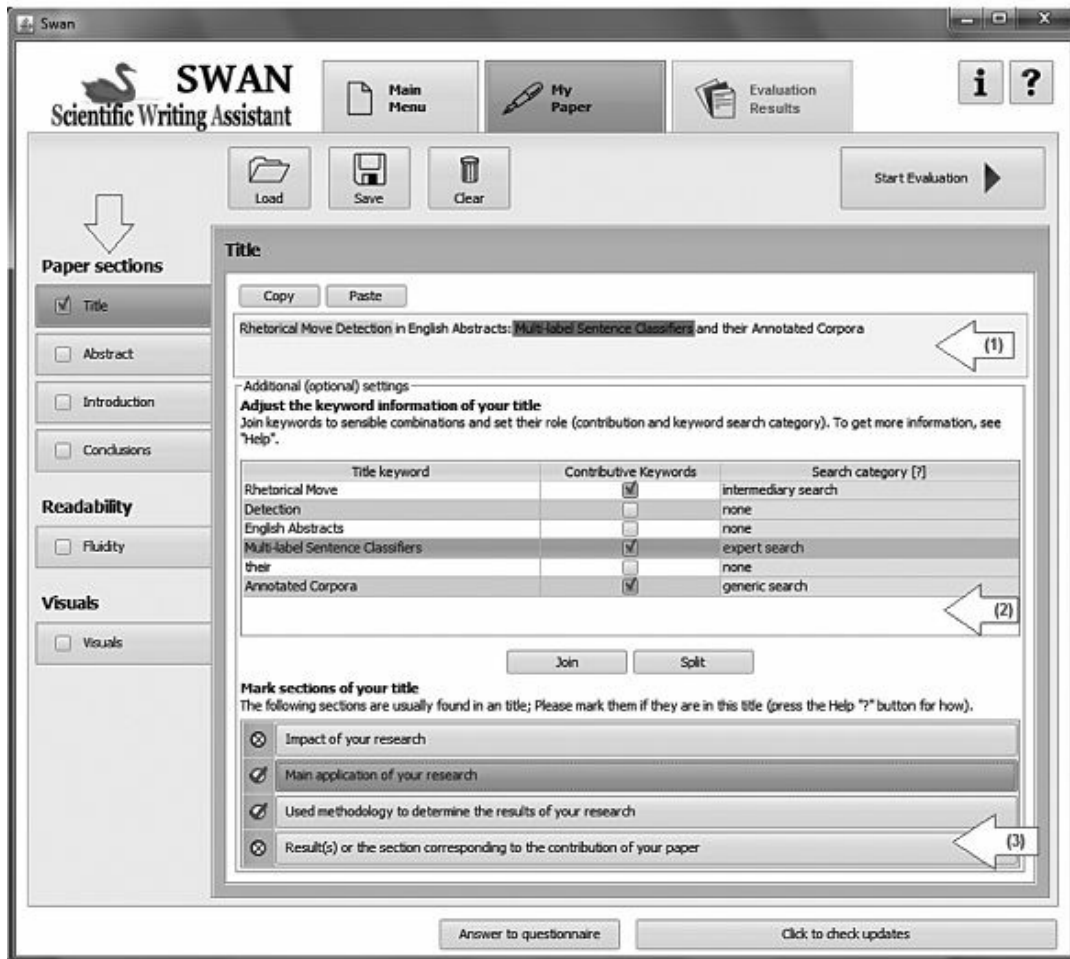 Swan
SWAN
Scientific Writing Assistant
Main
Menu
My
Paper
Evaluation
Results
i
?
Load
Save
Clear
Start Evaluation
Paper sections
Title
Abstract
Introduction
Conclusions
Readability
Fluidity
Visuals
Visuals
Title
Copy
Paste
Rhetorical Move Detection in English Abstracts: Multi-label Sentence Classifiers and their Annotated Corpora
(1)
Additional (optional) settings
Adjust the keyword information of your title
Join keywords to sensible combinations and set their role (contribution and keyword search category). To get more information, see
"Help".
Title keyword Contributive Keywords Search category [?]
Rhetorical Move intermediary search
Detection none
English Abstracts none
Multi-label Sentence Classifiers expert search
their none
Annotated Corpora generic search
(2)
Join
Split
Mark sections of your title
The following sections are usually found in an title; Please mark them if they are in this title (press the Help "?" button for how).
Impact of your research
Main application of your research
Used methodology to determine the results of your research
Result(s) or the section corresponding to the contribution of your paper
(3)
Answer to questionnaire
Click to check updates